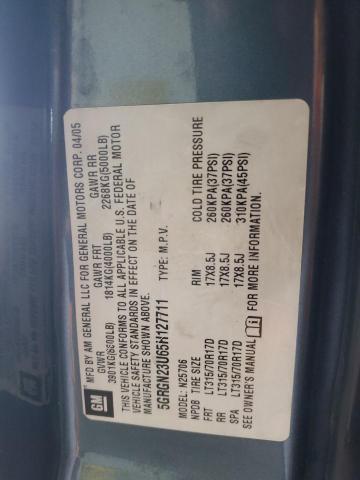 GM
MFD BY AM GENERAL LLC FOR GENERAL MOTORS CORP. 04/05
GVWR GAWR FRT GAWR RR
3901KG(8600LB) 1814KG(4000LB) 2268KG(5000LB)
THIS VEHICLE CONFORMS TO ALL APPLICABLE U.S. FEDERAL MOTOR
VEHICLE SAFETY STANDARDS IN EFFECT ON THE DATE OF
MANUFACTURE SHOWN ABOVE.
5GRGN23U65H127711 TYPE: M.P.V.
MODEL: N25706
NPDB TIRE SIZE RIM COLD TIRE PRESSURE
FRT LT315/70R17D 17X8.5J 260KPA(37PSI)
RR LT315/70R17D 17X8.5J 260KPA(37PSI)
SPA LT315/70R17D 17X8.5J 310KPA(45PSI)
SEE OWNER'S MANUAL FOR MORE INFORMATION.